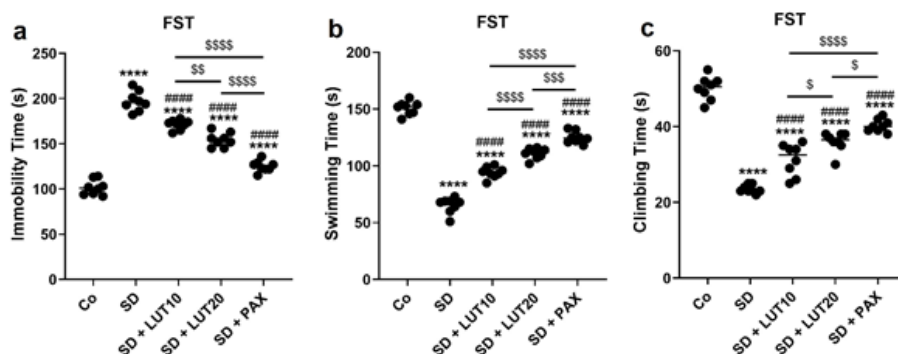 a
FST
Immobility Time (s)
250
200
150
100
50
0
$$$$
$$
$$$$
****
####
****
####
****
####
****
Co
SD
SD + LUT10
SD + LUT20
SD + PAX
b
FST
Swimming Time (s)
200
150
100
50
0
$$$$
$$$
$$$$
####
****
####
****
####
****
****
Co
SD
SD + LUT10
SD + LUT20
SD + PAX
c
FST
Climbing Time (s)
60
40
20
0
$$$$
$
$
####
****
####
****
####
****
****
Co
SD
SD + LUT10
SD + LUT20
SD + PAX